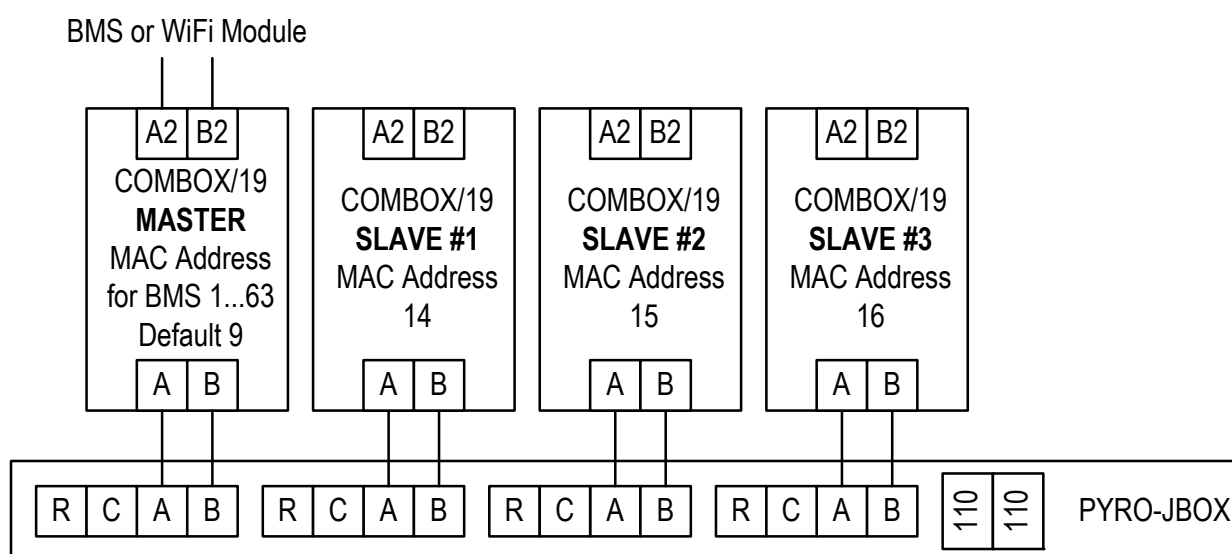 BMS or WiFi Module
A2 B2
COMBOX/19
MASTER
MAC Address
for BMS 1...63
Default 9
A B
A2 B2
COMBOX/19
SLAVE #1
MAC Address
14
A B
A2 B2
COMBOX/19
SLAVE #2
MAC Address
15
A B
A2 B2
COMBOX/19
SLAVE #3
MAC Address
16
A B
R C A B
R C A B
R C A B
R C A B
110
110
PYRO-JBOX